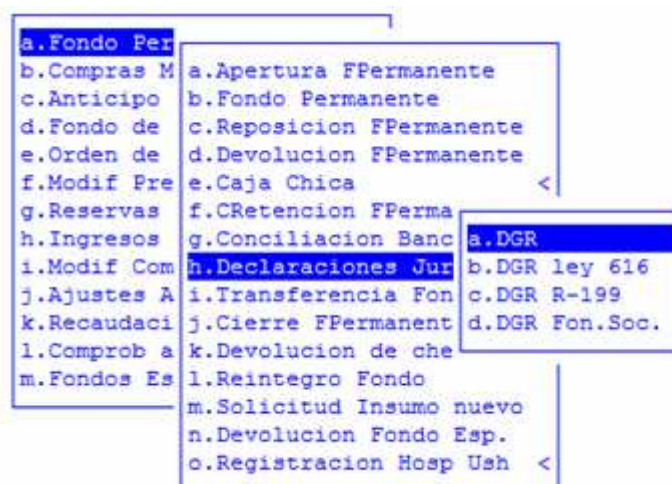 a.Fondo Per
b.Compras M
c.Anticipo
d.Fondo de
e.Orden de
f.Modif Pre
g.Reservas
h.Ingresos
i.Modif Com
j.Ajustes A
k.Recaudaci
l.Comprob a
m.Fondos Es
a.Apertura FPermanente
b.Fondo Permanente
c.Reposicion FPermanente
d.Devolucion FPermanente
e.Caja Chica <
f.CRetencion FPerma
g.Conciliacion Banc
h.Declaraciones Jur
i.Transferencia Fon
j.Cierre FPermanent
k.Devolucion de che
l.Reintegro Fondo
m.Solicitud Insumo nuevo
n.Devolucion Fondo Esp.
o.Registracion Hosp Ush <
a.DGR
b.DGR ley 616
c.DGR R-199
d.DGR Fon.Soc.